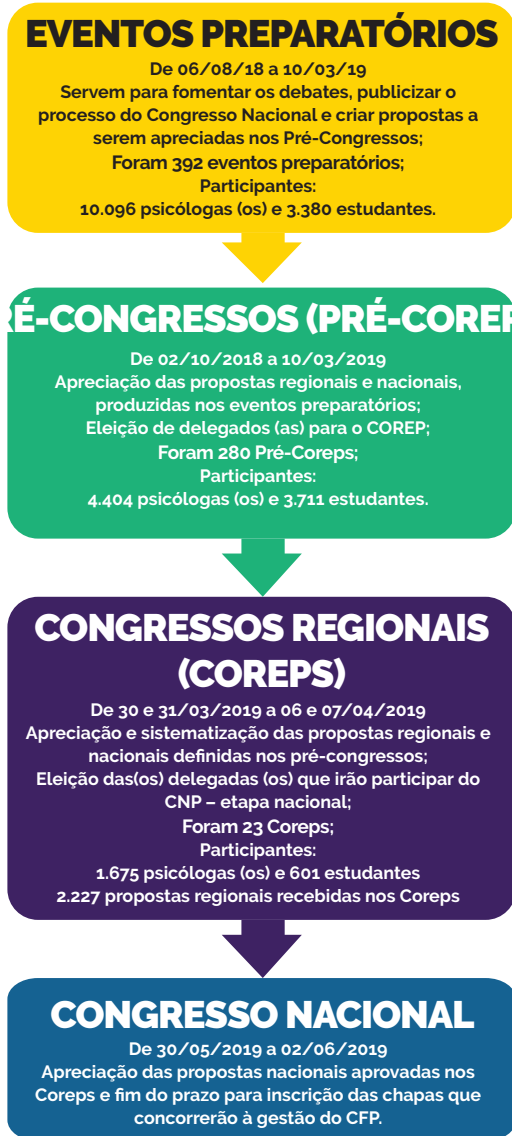 EVENTOS PREPARATÓRIOS
De 06/08/18 a 10/03/19
Servem para fomentar os debates, publicizar o
processo do Congresso Nacional e criar propostas a
serem apreciadas nos Pré-Congressos;
Foram 392 eventos preparatórios;
Participantes:
10.096 psicólogas (os) e 3.380 estudantes.
RÉ-CONGRESSOS (PRÉ-COREP
De 02/10/2018 a 10/03/2019
Apreciação das propostas regionais e nacionais,
produzidas nos eventos preparatórios;
Eleição de delegados (as) para o COREP;
Foram 280 Pré-Coreps;
Participantes:
4.404 psicólogas (os) e 3.711 estudantes.
CONGRESSOS REGIONAIS
(COREPS)
De 30 e 31/03/2019 a 06 e 07/04/2019
Apreciação e sistematização das propostas regionais e
nacionais definidas nos pré-congressos;
Eleição das(os) delegadas (os) que irão participar do
CNP – etapa nacional;
Foram 23 Coreps;
Participantes:
1.675 psicólogas (os) e 601 estudantes
2.227 propostas regionais recebidas nos Coreps
CONGRESSO NACIONAL
De 30/05/2019 a 02/06/2019
Apreciação das propostas nacionais aprovadas nos
Coreps e fim do prazo para inscrição das chapas que
concorrerão à gestão do CFP.